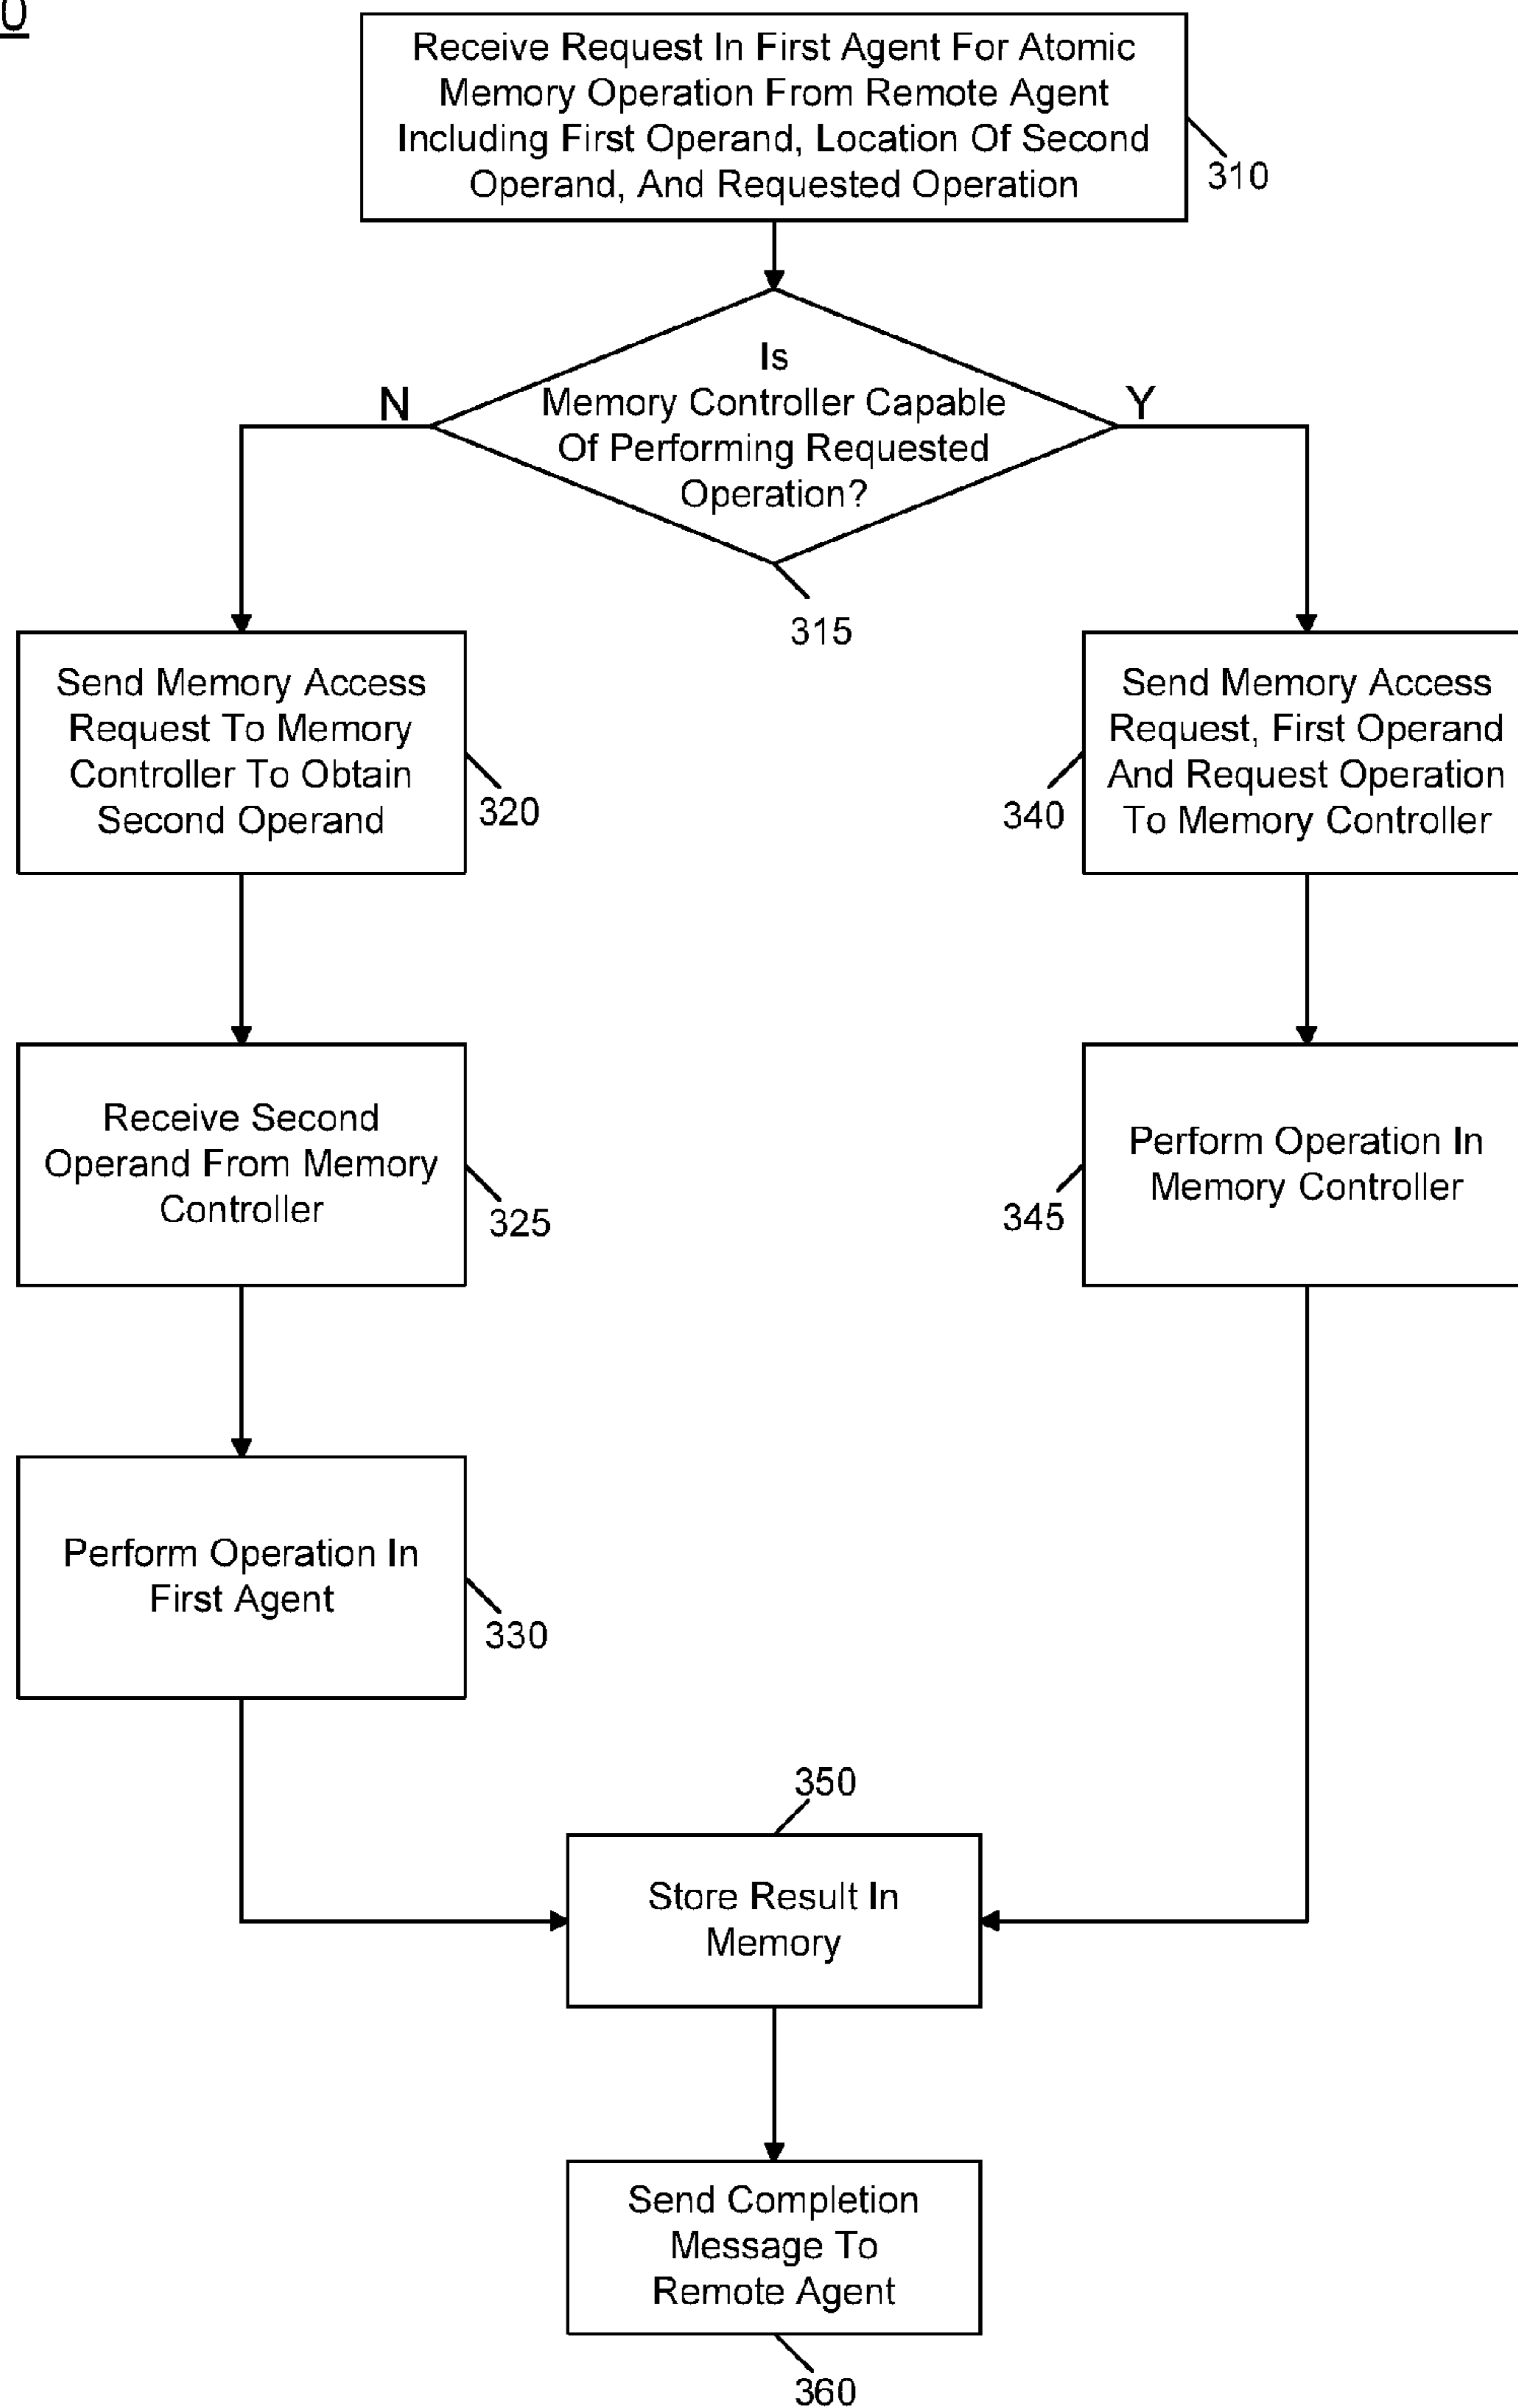 0
Receive Request In First Agent For Atomic
Memory Operation From Remote Agent
Including First Operand, Location Of Second
Operand, And Requested Operation
310
Is
Memory Controller Capable
Of Performing Requested
Operation?
N
Y
315
Send Memory Access
Request To Memory
Controller To Obtain
Second Operand
320
Send Memory Access
Request, First Operand
And Request Operation
To Memory Controller
340
Receive Second
Operand From Memory
Controller
325
Perform Operation In
Memory Controller
345
Perform Operation In
First Agent
330
350
Store Result In
Memory
Send Completion
Message To
Remote Agent
360